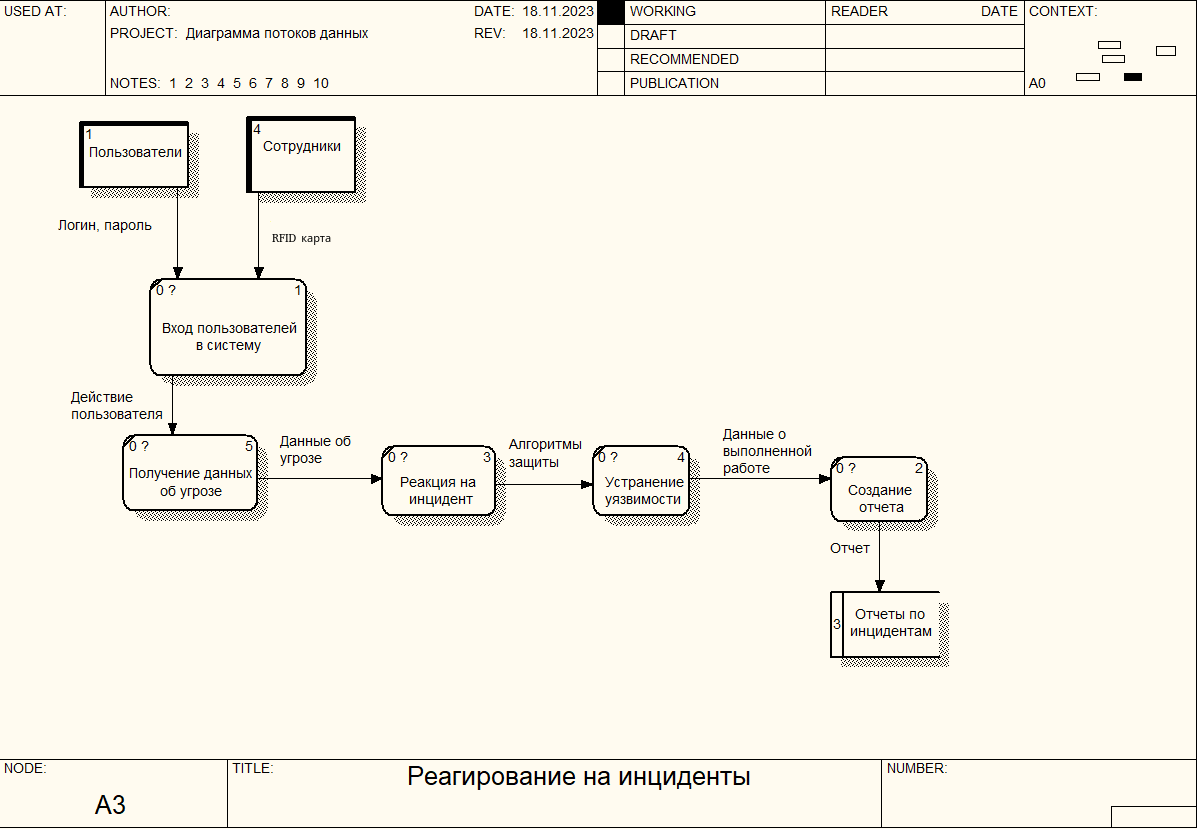 USED AT:
AUTHOR:
DATE: 18.11.2023
PROJECT: Диаграмма потоков данных
REV: 18.11.2023
NOTES: 1 2 3 4 5 6 7 8 9 10
WORKING
DRAFT
RECOMMENDED
PUBLICATION
READER DATE
CONTEXT:
A0
1
Пользователи
4
Сотрудники
Логин, пароль
RFID карта
0 ? 1
Вход пользователей
в систему
Действие
пользователя
0 ? 5
Получение данных
об угрозе
Данные об
угрозе
0 ? 3
Реакция на
инцидент
Алгоритмы
защиты
0 ? 4
Устранение
уязвимости
Данные о
выполненной
работе
0 ? 2
Создание
отчета
Отчет
3
Отчеты по
инцидентам
NODE:
A3
TITLE:
Реагирование на инциденты
NUMBER: